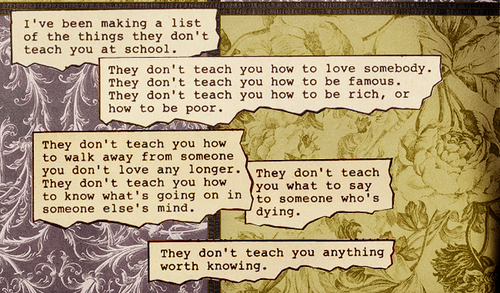 I've been making a list
of the things they don't
teach you at school.
They don't teach you how to love somebody.
They don't teach you how to be famous.
They don't teach you how to be rich, or
how to be poor.
They don't teach you how
to walk away from someone
you don't love any longer.
They don't teach you how
to know what's going on in
someone else's mind.
They don't teach
you what to say
to someone who's
dying.
They don't teach you anything
worth knowing.